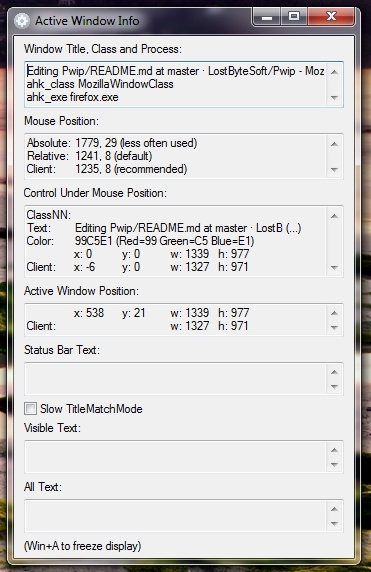 Active Window Info
Window Title, Class and Process:
Editing Pwip/README.md at master · LostByteSoft/Pwip - Moz
ahk_class MozillaWindowClass
ahk_exe firefox.exe
Mouse Position:
Absolute: 1779, 29 (less often used)
Relative: 1241, 8 (default)
Client: 1235, 8 (recommended)
Control Under Mouse Position:
ClassNN:
Text: Editing Pwip/README.md at master · LostB (...)
Color: 99C5E1 (Red=99 Green=C5 Blue=E1)
x: 0 y: 0 w: 1339 h: 977
Client: x: -6 y: 0 w: 1327 h: 971
Active Window Position:
x: 538 y: 21 w: 1339 h: 977
Client: w: 1327 h: 971
Status Bar Text:
Slow TitleMatchMode
Visible Text:
All Text:
(Win+A to freeze display)